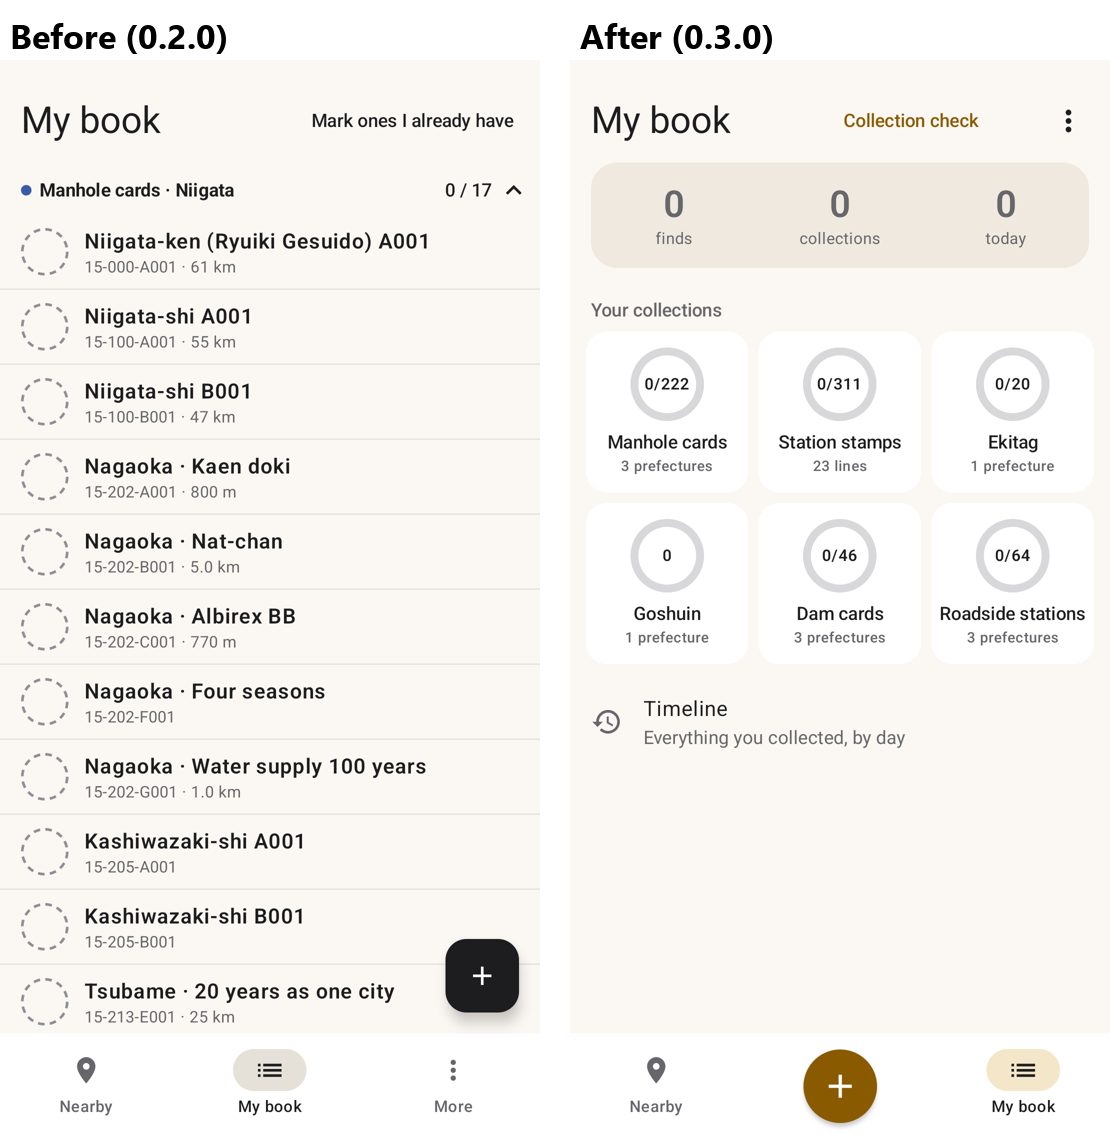 Before (0.2.0)
My book
Mark ones I already have
Manhole cards · Niigata
0 / 17
Niigata-ken (Ryuiki Gesuido) A001
15-000-A001 · 61 km
Niigata-shi A001
15-100-A001 · 55 km
Niigata-shi B001
15-100-B001 · 47 km
Nagaoka · Kaen doki
15-202-A001 · 800 m
Nagaoka · Nat-chan
15-202-B001 · 5.0 km
Nagaoka · Albirex BB
15-202-C001 · 770 m
Nagaoka · Four seasons
15-202-F001
Nagaoka · Water supply 100 years
15-202-G001 · 1.0 km
Kashiwazaki-shi A001
15-205-A001
Kashiwazaki-shi B001
15-205-B001
Tsubame · 20 years as one city
15-213-E001 · 25 km
Nearby
My book
More
After (0.3.0)
My book
Collection check
0
finds
0
collections
0
today
Your collections
0/222
Manhole cards
3 prefectures
0/311
Station stamps
23 lines
0/20
Ekitag
1 prefecture
0
Goshuin
1 prefecture
0/46
Dam cards
3 prefectures
0/64
Roadside stations
3 prefectures
Timeline
Everything you collected, by day
Nearby
My book